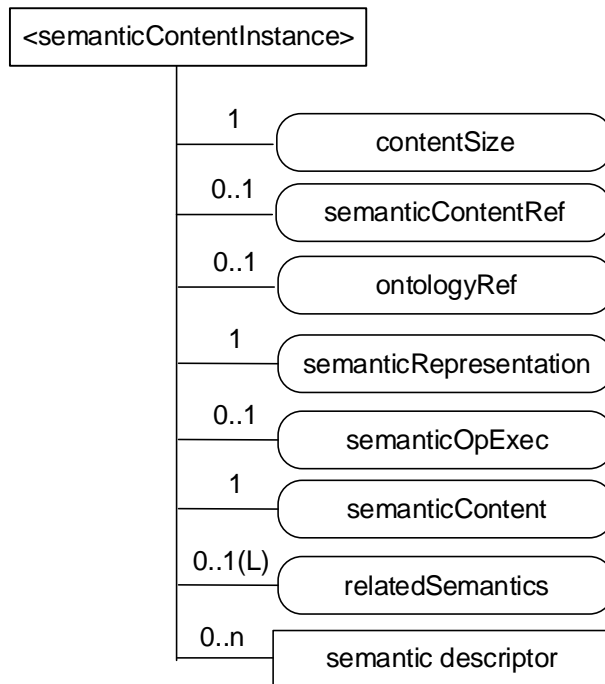 <semanticContentInstance>
1
contentSize
0..1
semanticContentRef
0..1
ontologyRef
1
semanticRepresentation
0..1
semanticOpExec
1
semanticContent
0..1(L)
relatedSemantics
0..n
semantic descriptor